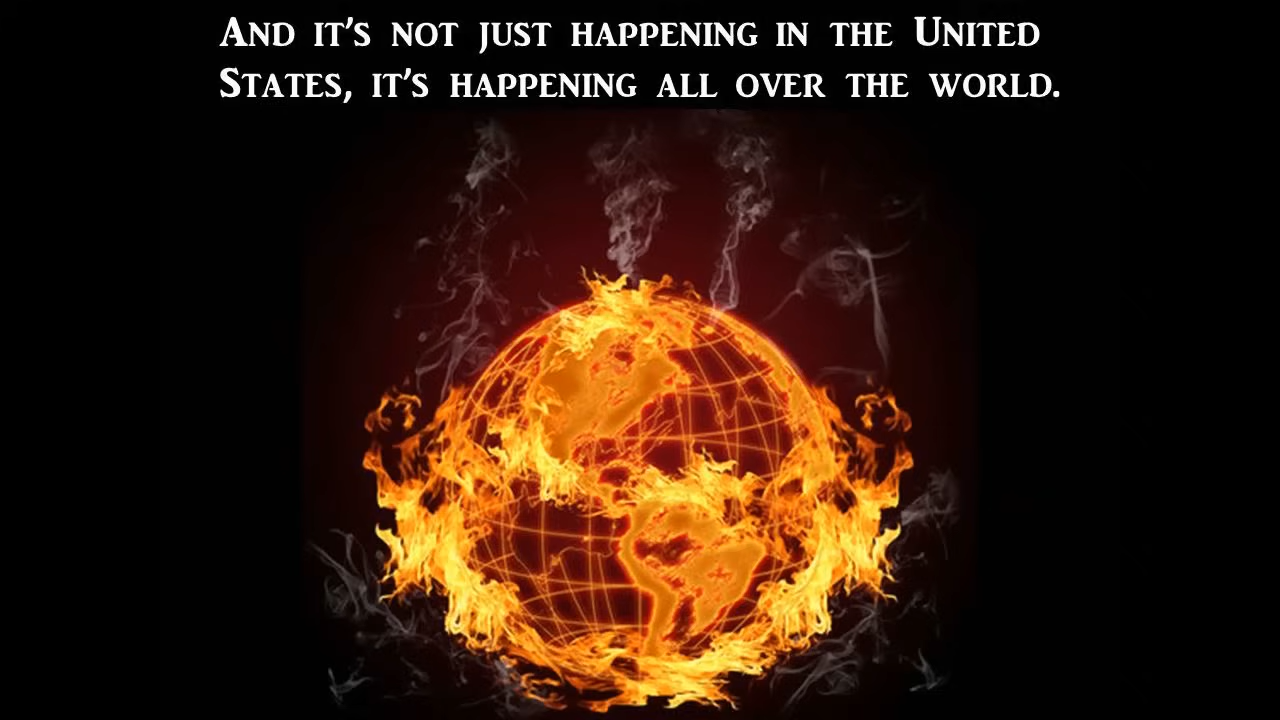 And it's not just happening in the United
States, it's happening all over the world.